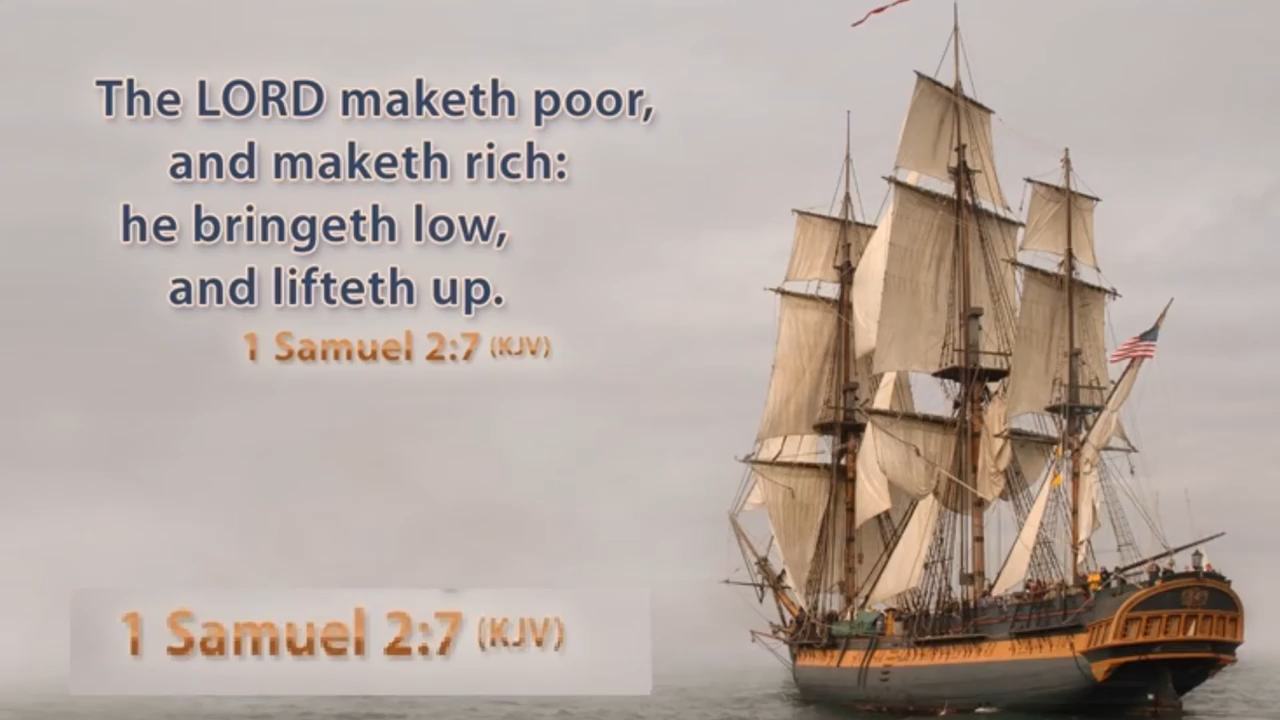 The LORD maketh poor,
and maketh rich:
he bringeth low,
and lifteth up.
1 Samuel 2:7 (KJV)
1 Samuel 2:7 (KJV)